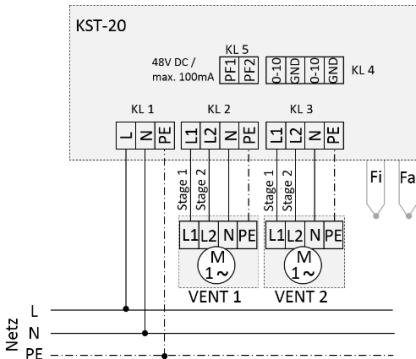 KST-20
KL 5
48V DC /
max. 100mA
PF1 PF2 0-10 GND 0-10 GND
KL 4
KL 1 KL 2 KL 3
L N PE L1 L2 N PE L1 L2 N PE
Stage 1 Stage 2 Stage 1 Stage 2
Fi Fa
L1 L2 N PE L1 L2 N PE
M M
1~ 1~
VENT 1 VENT 2
Netz
L
N
PE